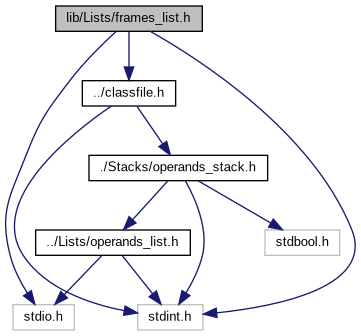 lib/Lists/frames_list.h
../classfile.h
./Stacks/operands_stack.h
../Lists/operands_list.h
stdbool.h
stdio.h
stdint.h